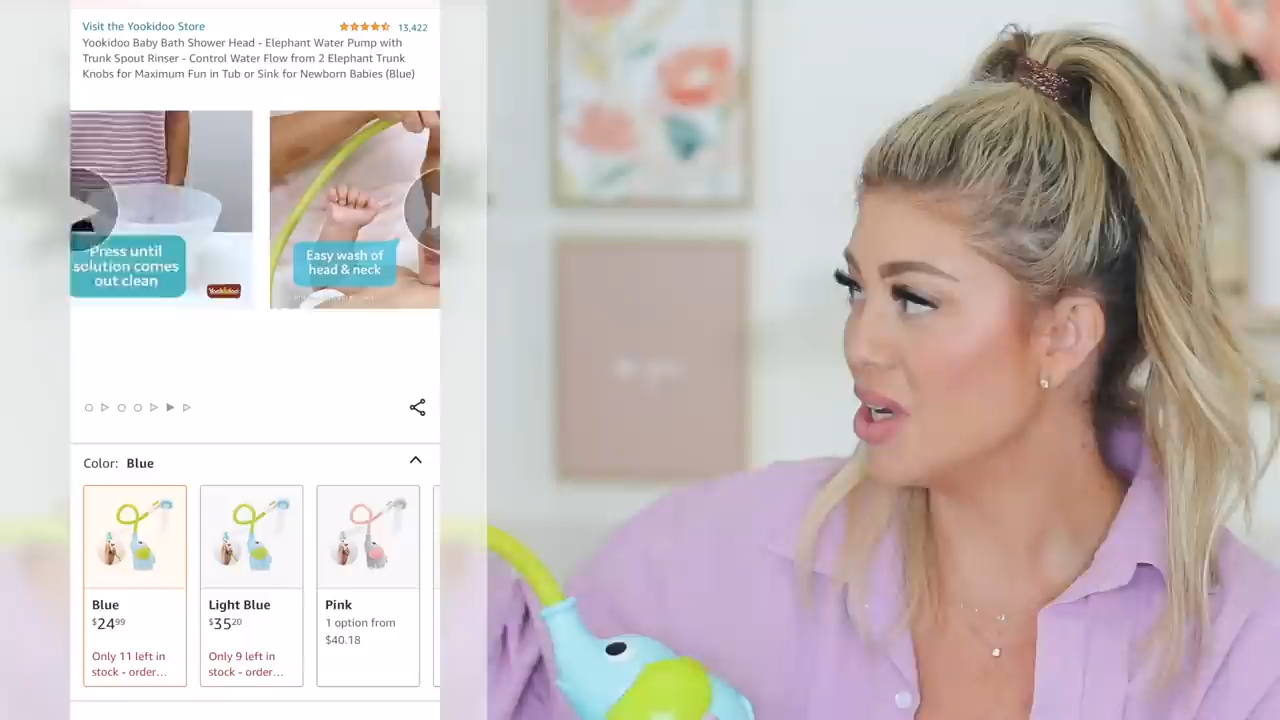 Visit the Yookidoo Store
13,422
Yookidoo Baby Bath Shower Head - Elephant Water Pump with
Trunk Spout Rinser - Control Water Flow from 2 Elephant Trunk
Knobs for Maximum Fun in Tub or Sink for Newborn Babies (Blue)
Press until
solution comes
out clean
Yookidoo
Easy wash of
head & neck
Color: Blue
Blue
$24.99
Only 11 left in
stock - order...
Light Blue
$35.20
Only 9 left in
stock - order...
Pink
1 option from
$40.18